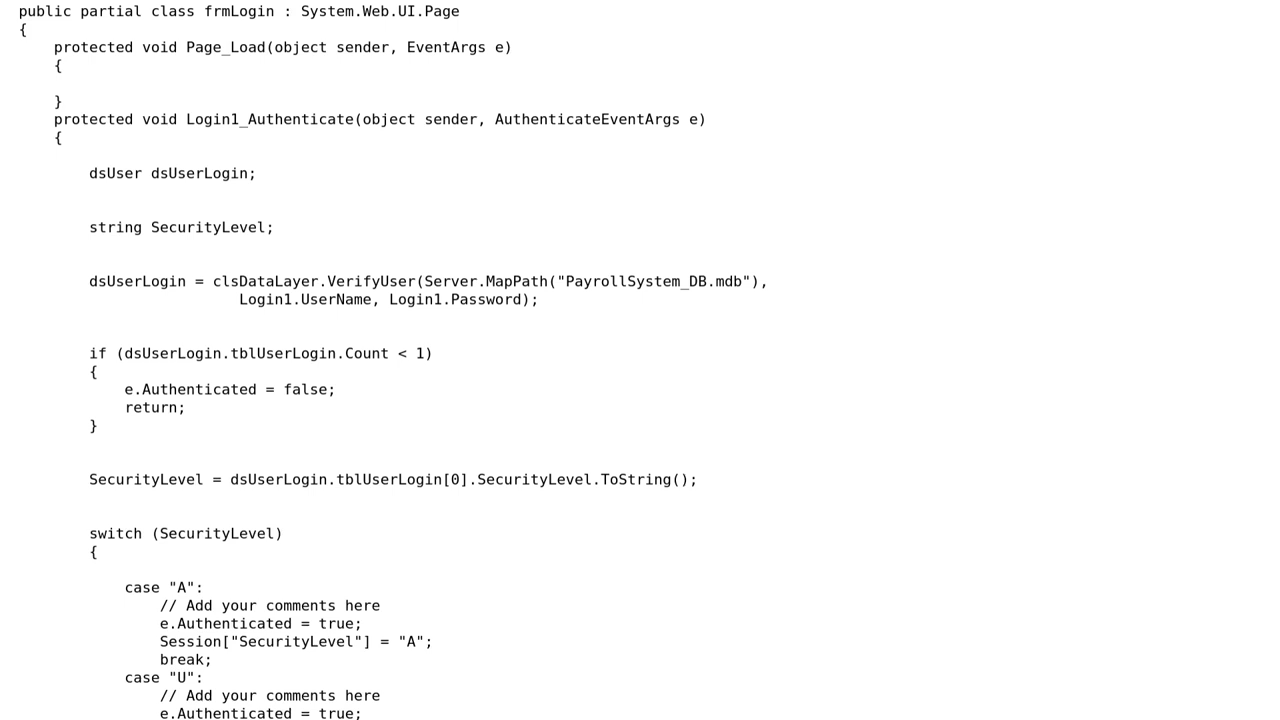 public partial class frmLogin : System.Web.UI.Page
{
    protected void Page_Load(object sender, EventArgs e)
    {

    }
    protected void Login1_Authenticate(object sender, AuthenticateEventArgs e)
    {

        dsUser dsUserLogin;


        string SecurityLevel;


        dsUserLogin = clsDataLayer.VerifyUser(Server.MapPath("PayrollSystem_DB.mdb"),
                         Login1.UserName, Login1.Password);


        if (dsUserLogin.tblUserLogin.Count < 1)
        {
            e.Authenticated = false;
            return;
        }


        SecurityLevel = dsUserLogin.tblUserLogin[0].SecurityLevel.ToString();


        switch (SecurityLevel)
        {

            case "A":
                // Add your comments here
                e.Authenticated = true;
                Session["SecurityLevel"] = "A";
                break;
            case "U":
                // Add your comments here
                e.Authenticated = true;